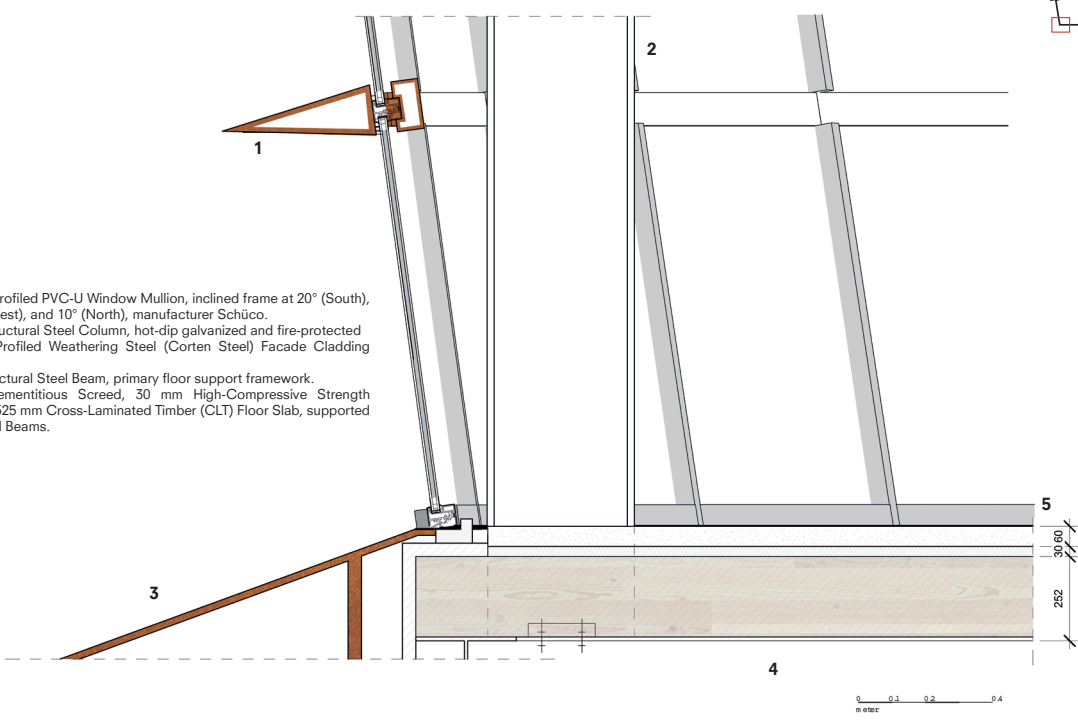 2
1
rofiled PVC-U Window Mullion, inclined frame at 20° (South),
est), and 10° (North), manufacturer Schüco.
uctural Steel Column, hot-dip galvanized and fire-protected
Profiled Weathering Steel (Corten Steel) Facade Cladding
ctural Steel Beam, primary floor support framework.
ementitious Screed, 30 mm High-Compressive Strength
525 mm Cross-Laminated Timber (CLT) Floor Slab, supported
l Beams.
5
60
30
3
252
4
0 0.1 0.2 0.4
meter